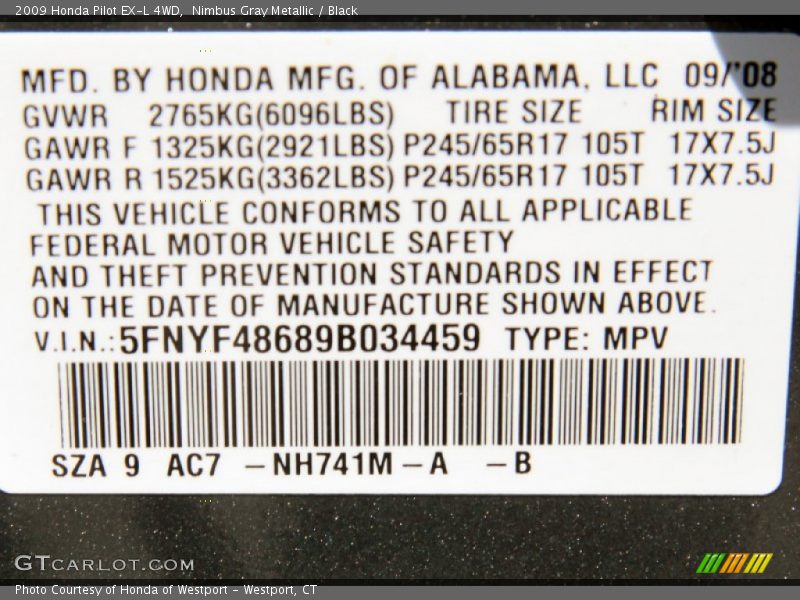 2009 Honda Pilot EX-L 4WD, Nimbus Gray Metallic / Black
MFD. BY HONDA MFG. OF ALABAMA, LLC 09/'08
GVWR 2765KG(6096LBS) TIRE SIZE RIM SIZE
GAWR F 1325KG(2921LBS) P245/65R17 105T 17X7.5J
GAWR R 1525KG(3362LBS) P245/65R17 105T 17X7.5J
THIS VEHICLE CONFORMS TO ALL APPLICABLE
FEDERAL MOTOR VEHICLE SAFETY
AND THEFT PREVENTION STANDARDS IN EFFECT
ON THE DATE OF MANUFACTURE SHOWN ABOVE.
V.I.N.: 5FNYF48689B034459 TYPE: MPV
SZA 9 AC7 -NH741M-A -B
GTCARLOT.COM
Photo Courtesy of Honda of Westport - Westport, CT